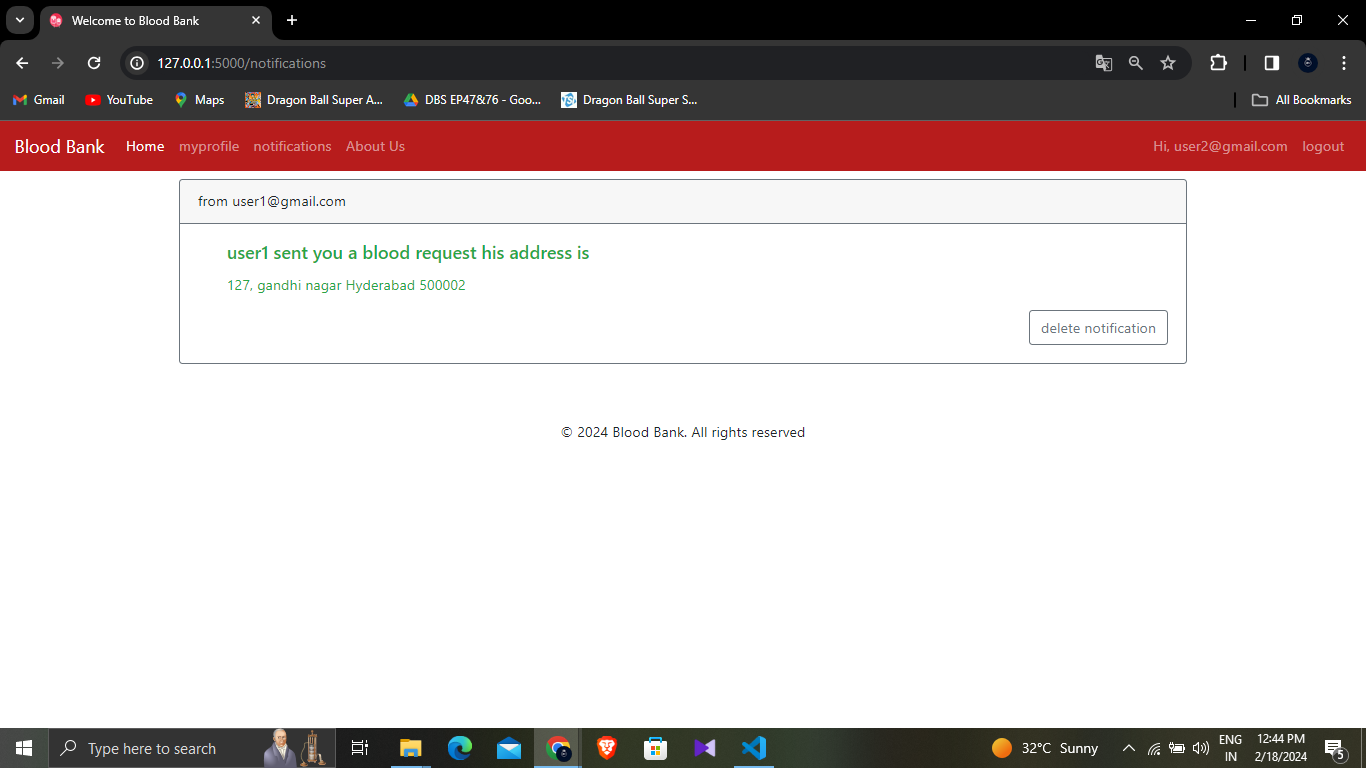 Welcome to Blood Bank
127.0.0.1:5000/notifications
Gmail YouTube Maps Dragon Ball Super A... DBS EP47&76 - Goo... Dragon Ball Super S... All Bookmarks
Blood Bank Home myprofile notifications About Us Hi, user2@gmail.com logout
from user1@gmail.com
user1 sent you a blood request his address is
127, gandhi nagar Hyderabad 500002
delete notification
© 2024 Blood Bank. All rights reserved
Type here to search 32°C Sunny ENG 12:44 PM
IN 2/18/2024 5